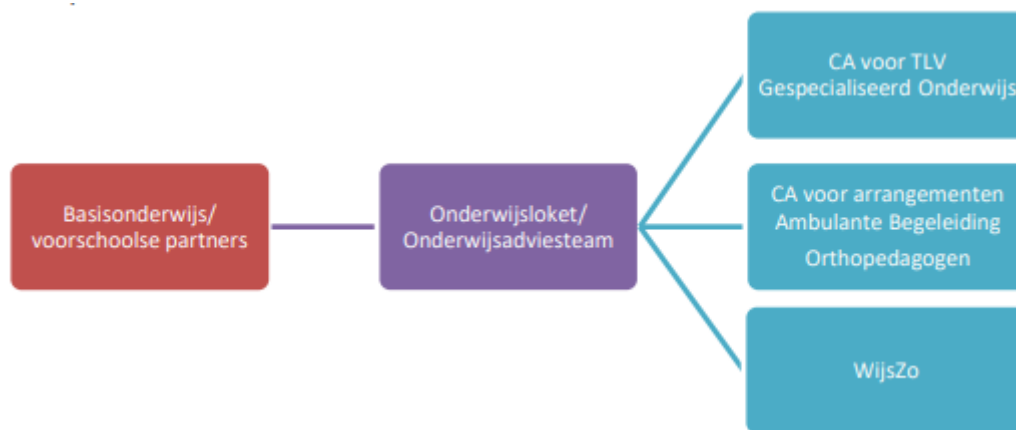 Basisonderwijs/
voorschoolse partners
Onderwijsloket/
Onderwijsadviesteam
CA voor TLV
Gespecialiseerd Onderwijs
CA voor arrangementen
Ambulante Begeleiding
Orthopedagogen
WijsZo